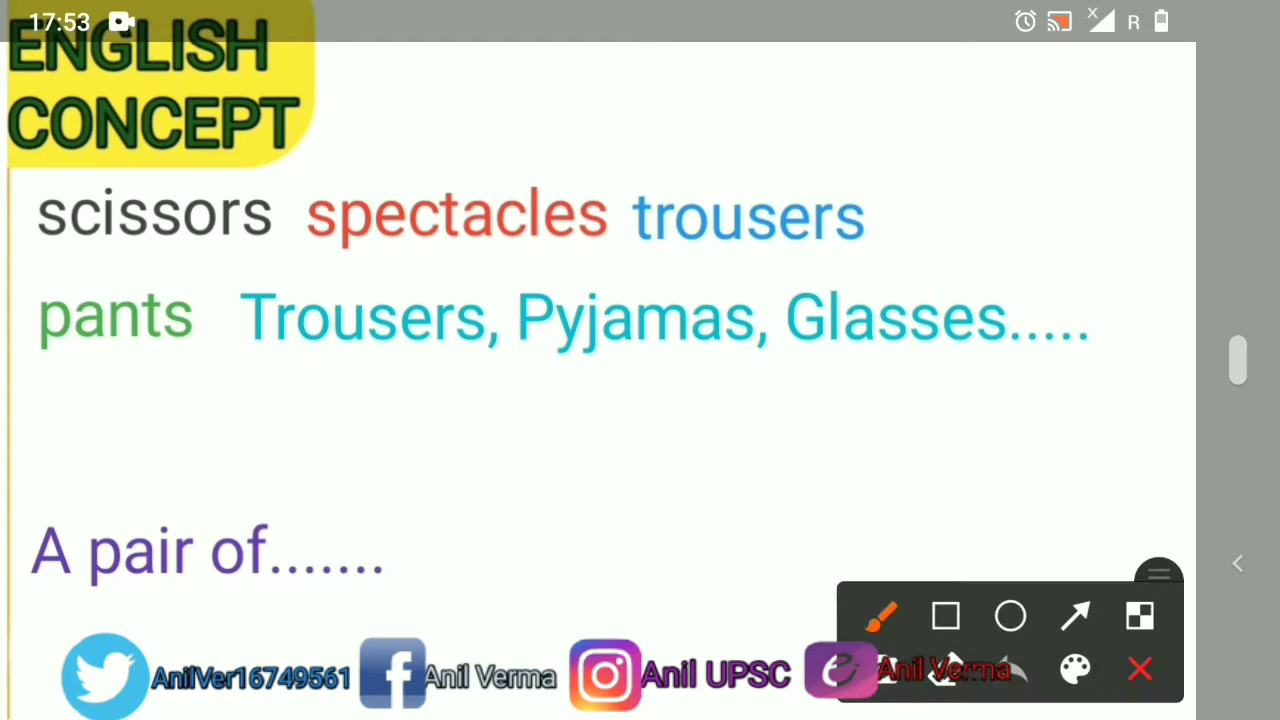 17:53
X R
ENGLISH
CONCEPT
scissors spectacles trousers
pants Trousers, Pyjamas, Glasses.....
A pair of.......
AnilVer16749561 Anil Verma Anil UPSC Anil Verma